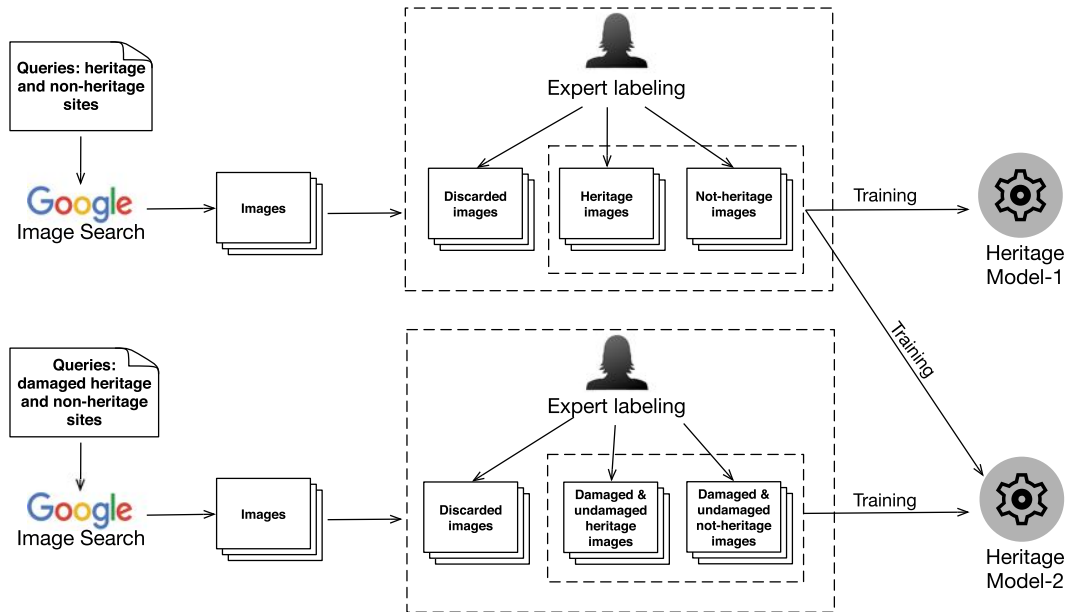 Queries: heritage
and non-heritage
sites
Google
Image Search
Images
Expert labeling
Discarded
images
Heritage
images
Not-heritage
images
Training
Heritage
Model-1
Training
Queries:
damaged heritage
and non-heritage
sites
Google
Image Search
Images
Expert labeling
Discarded
images
Damaged &
undamaged
heritage
images
Damaged &
undamaged
not-heritage
images
Training
Heritage
Model-2